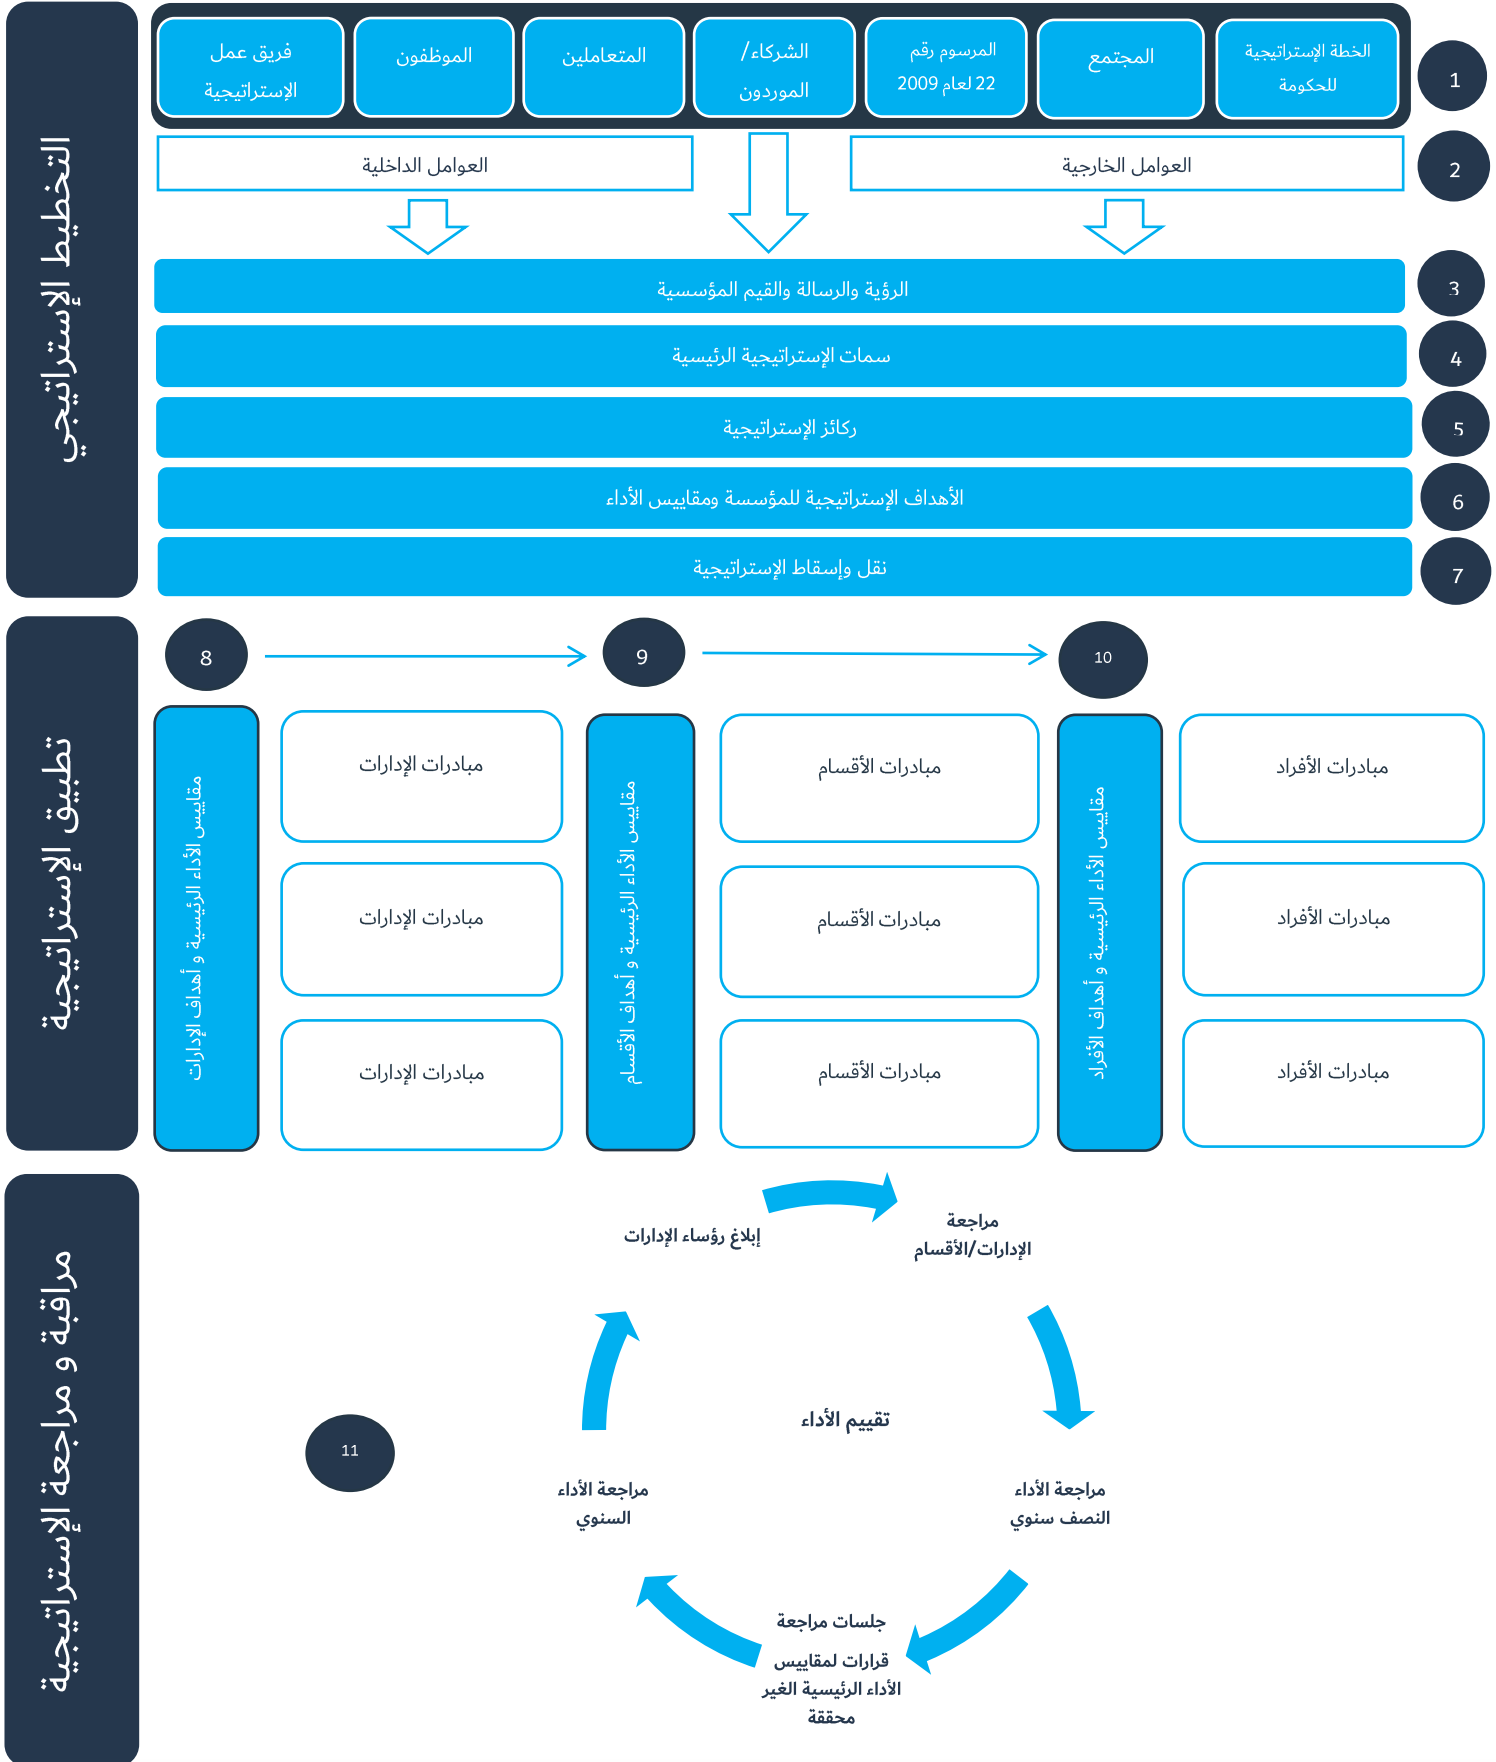 التخطيط الإستراتيجي
1
الخطة الإستراتيجية
للحكومة
المجتمع
المرسوم رقم
22 لعام 2009
الشركاء/
الموردون
المتعاملين
الموظفون
فريق عمل
الإستراتيجية
2
العوامل الخارجية
العوامل الداخلية
3
الرؤية والرسالة والقيم المؤسسية
4
سمات الإستراتيجية الرئيسية
5
ركائز الإستراتيجية
6
الأهداف الإستراتيجية للمؤسسة ومقاييس الأداء
7
نقل وإسقاط الإستراتيجية
تطبيق الإستراتيجية
8
مقاييس الأداء الرئيسية و أهداف الإدارات
مبادرات الإدارات
مبادرات الإدارات
مبادرات الإدارات
9
مقاييس الأداء الرئيسية و أهداف الأقسام
مبادرات الأقسام
مبادرات الأقسام
مبادرات الأقسام
10
مقاييس الأداء الرئيسية و أهداف الأفراد
مبادرات الأفراد
مبادرات الأفراد
مبادرات الأفراد
مراقبة و مراجعة الإستراتيجية
11
تقييم الأداء
إبلاغ رؤساء الإدارات
مراجعة
الإدارات/الأقسام
مراجعة الأداء
النصف سنوي
جلسات مراجعة
قرارات لمقاييس
الأداء الرئيسية الغير
محققة
مراجعة الأداء
السنوي